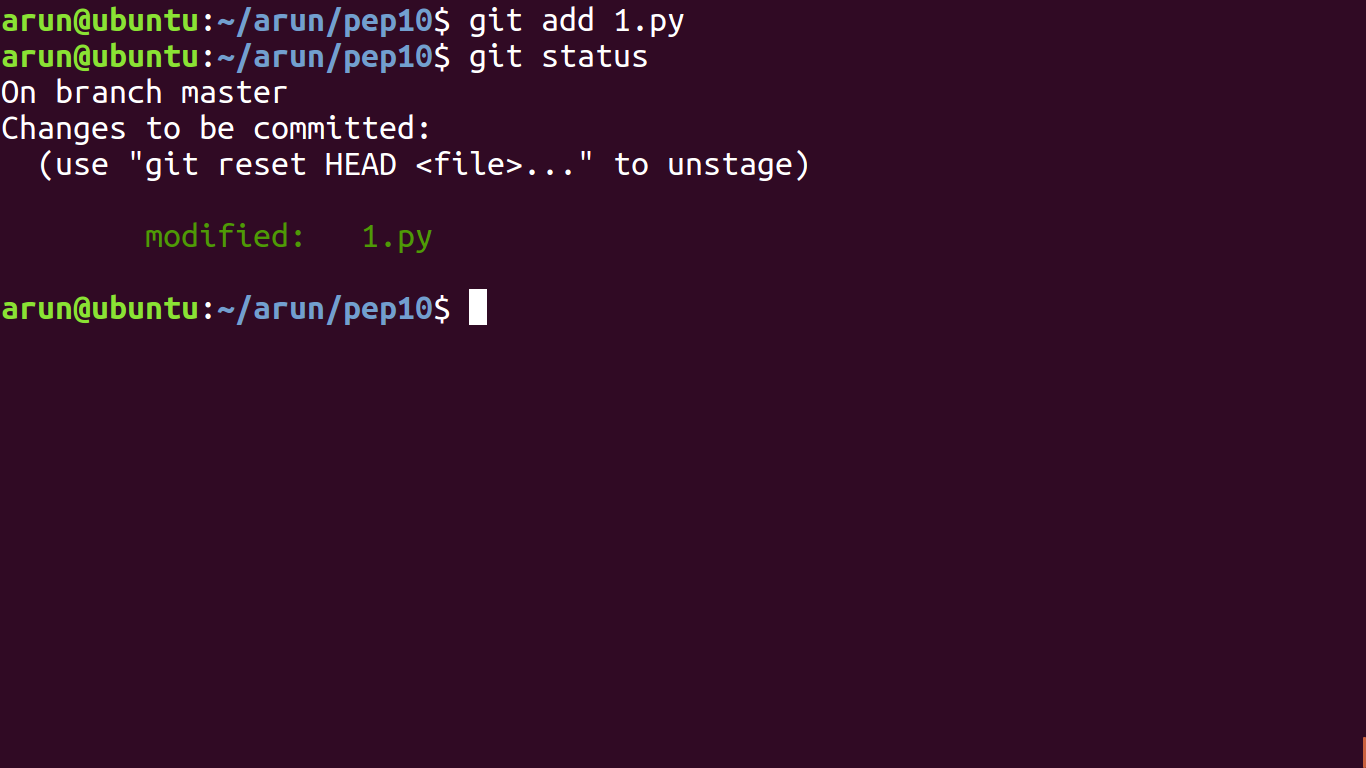 arun@ubuntu:~/arun/pep10$ git add 1.py
arun@ubuntu:~/arun/pep10$ git status
On branch master
Changes to be committed:
  (use "git reset HEAD <file>..." to unstage)
        modified:   1.py
arun@ubuntu:~/arun/pep10$